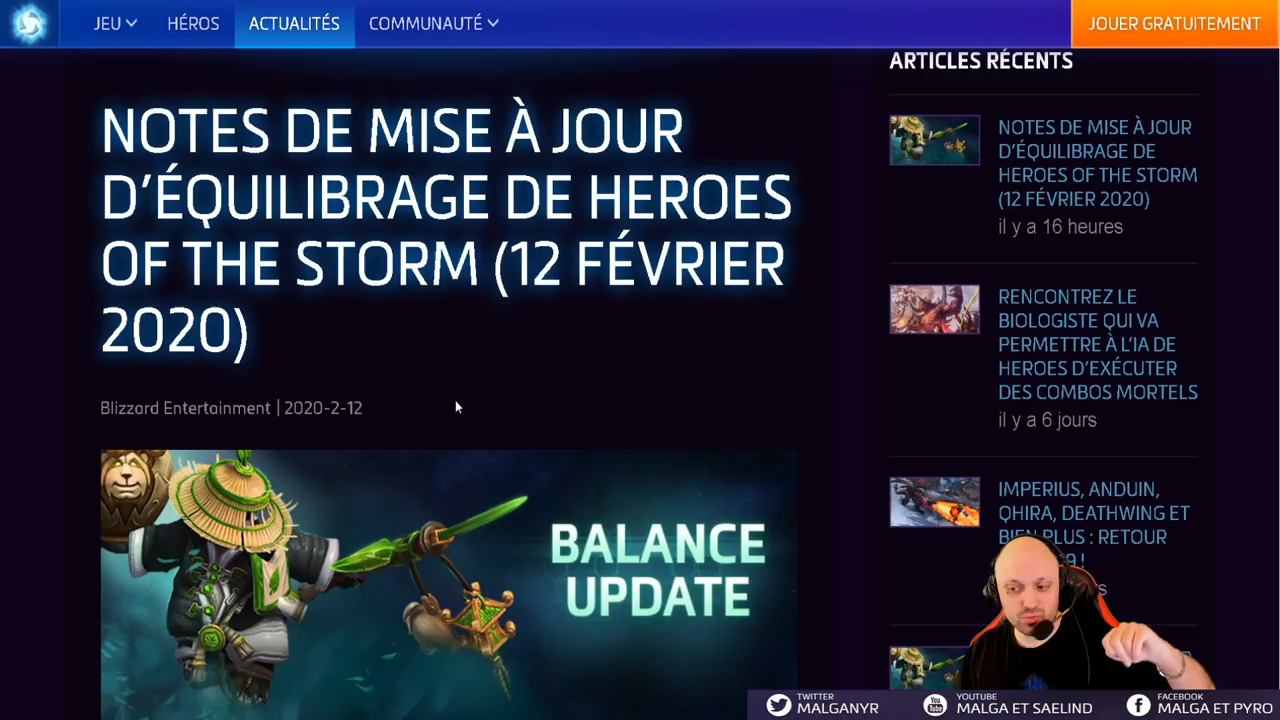 JEU
HÉROS
ACTUALITÉS
COMMUNAUTÉ
JOUER GRATUITEMENT
NOTES DE MISE À JOUR
D'ÉQUILIBRAGE DE HEROES
OF THE STORM (12 FÉVRIER
2020)
Blizzard Entertainment | 2020-2-12
BALANCE
UPDATE
ARTICLES RÉCENTS
NOTES DE MISE À JOUR
D'ÉQUILIBRAGE DE
HEROES OF THE STORM
(12 FÉVRIER 2020)
il y a 16 heures
RENCONTREZ LE
BIOLOGISTE QUI VA
PERMETTRE À L'IA DE
HEROES D'EXÉCUTER
DES COMBOS MORTELS
il y a 6 jours
IMPERIUS, ANDUIN,
QHIRA, DEATHWING ET
BIEN PLUS : RETOUR
TWITTER
MALGANYR
YOUTUBE
MALGA ET SAELIND
FACEBOOK
MALGA ET PYRO